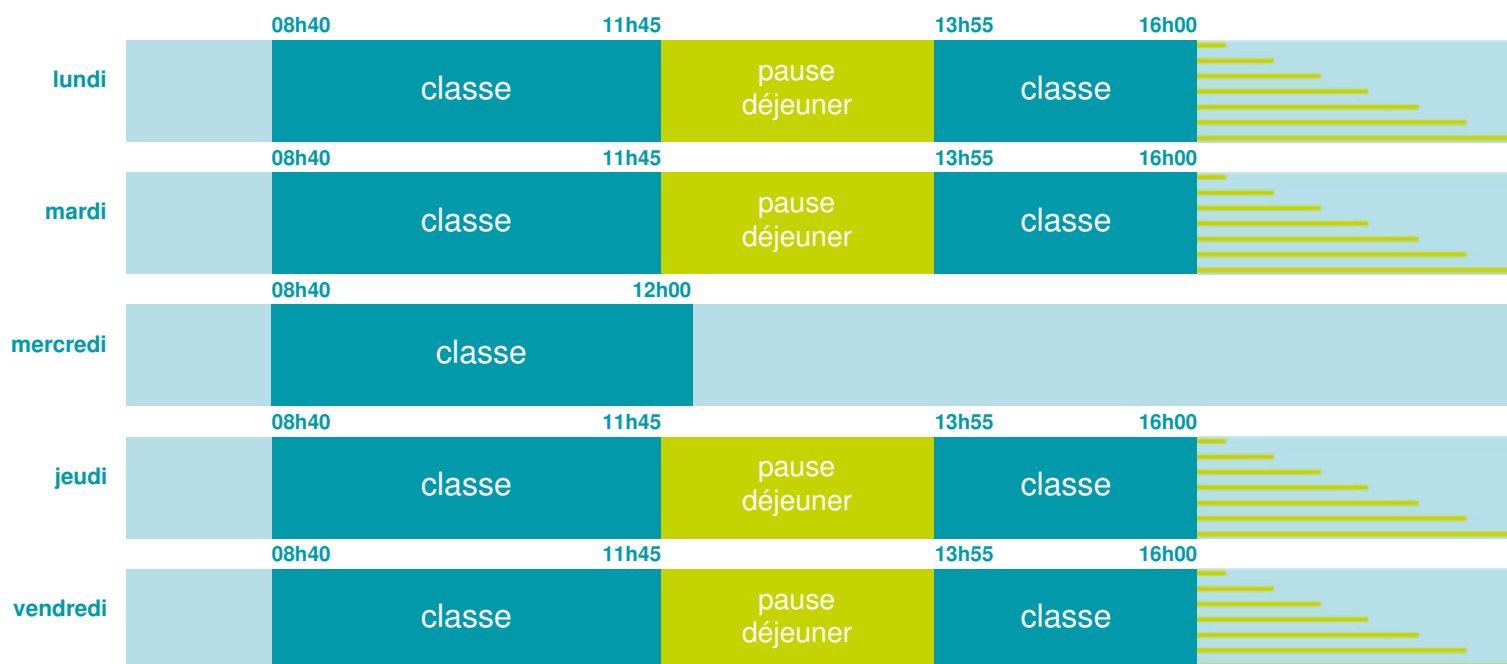 08h40 11h45 13h55 16h00
lundi classe pause déjeuner classe
08h40 11h45 13h55 16h00
mardi classe pause déjeuner classe
08h40 12h00
mercredi classe
08h40 11h45 13h55 16h00
jeudi classe pause déjeuner classe
08h40 11h45 13h55 16h00
vendredi classe pause déjeuner classe